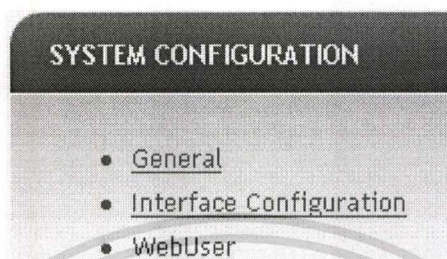 SYSTEM CONFIGURATION
General
Interface Configuration
WebUser